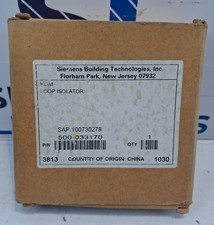 Siemens Building Technologies, Inc.
Florham Park, New Jersey 07932
LOOP ISOLATOR
SAP 100730279
P/N 500-033170 QTY 1
3813 COUNTRY OF ORIGIN: CHINA 1030